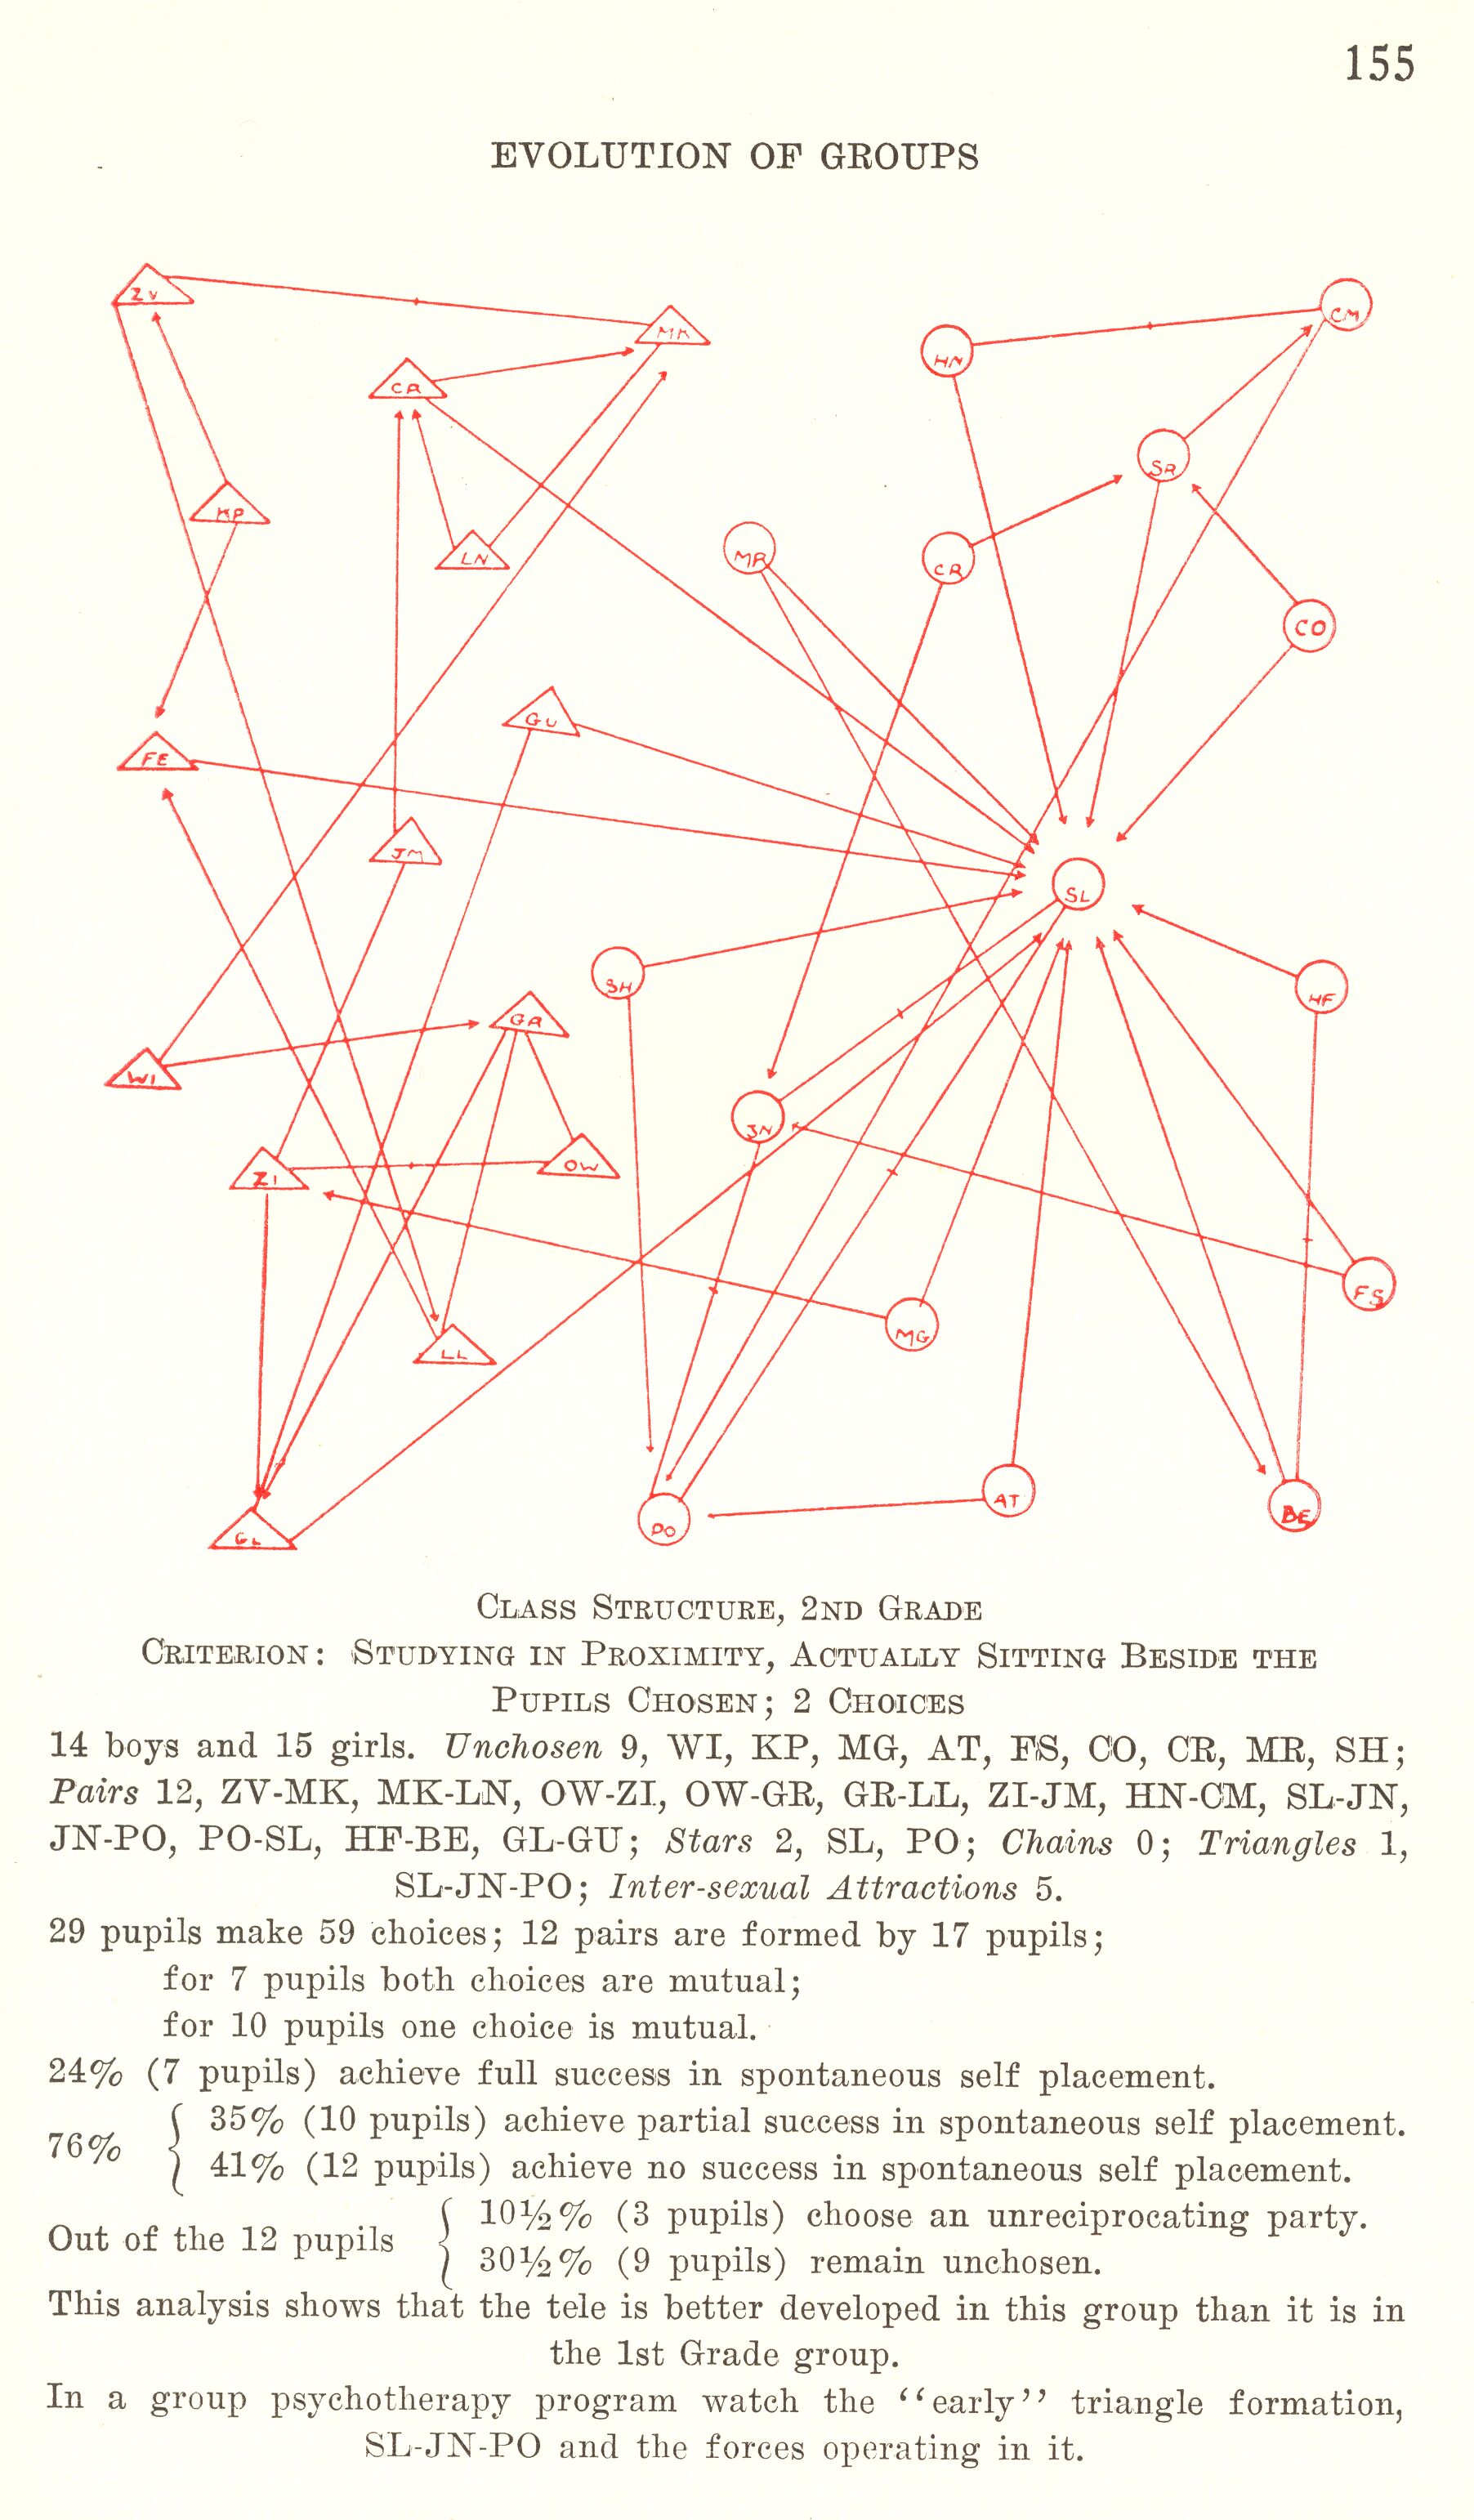 155
EVOLUTION OF GROUPS
ZV
MK
CM
HN
CR
SR
KP
LN
MR
CR
CO
GU
FE
JM
SL
SH
HF
GR
WI
JN
OW
ZI
FS
MG
LL
AT
PO
BE
GL
CLASS STRUCTURE, 2ND GRADE
CRITERION: STUDYING IN PROXIMITY, ACTUALLY SITTING BESIDE THE
PUPILS CHOSEN; 2 CHOICES
14 boys and 15 girls. Unchosen 9, WI, KP, MG, AT, FS, CO, CR, MR, SH;
Pairs 12, ZV-MK, MK-LN, OW-ZI, OW-GR, GR-LL, ZI-JM, HN-CM, SL-JN,
JN-PO, PO-SL, HF-BE, GL-GU; Stars 2, SL, PO; Chains 0; Triangles 1,
SL-JN-PO; Inter-sexual Attractions 5.
29 pupils make 59 choices; 12 pairs are formed by 17 pupils;
for 7 pupils both choices are mutual;
for 10 pupils one choice is mutual.
24% (7 pupils) achieve full success in spontaneous self placement.
76% { 35% (10 pupils) achieve partial success in spontaneous self placement.
41% (12 pupils) achieve no success in spontaneous self placement.
Out of the 12 pupils { 10½% (3 pupils) choose an unreciprocating party.
30½% (9 pupils) remain unchosen.
This analysis shows that the tele is better developed in this group than it is in
the 1st Grade group.
In a group psychotherapy program watch the “early” triangle formation,
SL-JN-PO and the forces operating in it.